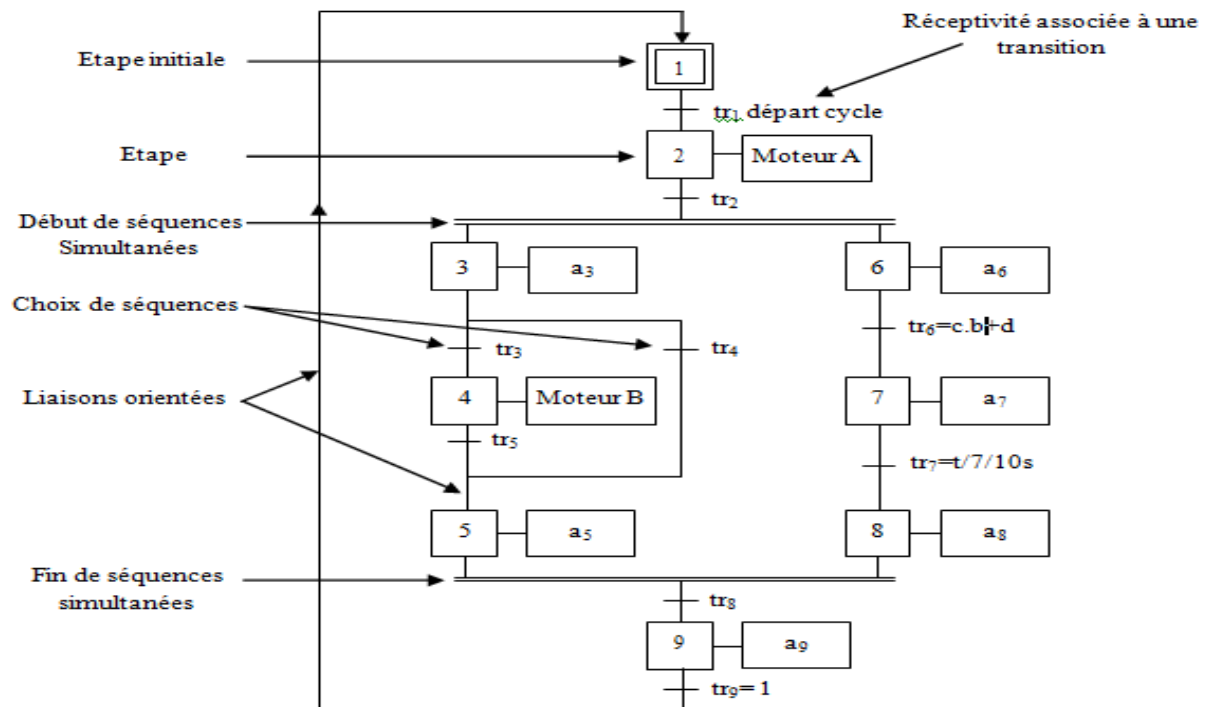 Réceptivité associée à une
transition
Etape initiale
1
tr₁ départ cycle
Etape
2
Moteur A
tr₂
Début de séquences
Simultanées
3
a₃
6
a₆
Choix de séquences
tr₃
tr₄
tr₆=c.b+d
Liaisons orientées
4
Moteur B
7
a₇
tr₅
tr₇=t/7/10s
5
a₅
8
a₈
Fin de séquences
simultanées
tr₈
9
a₉
tr₉= 1